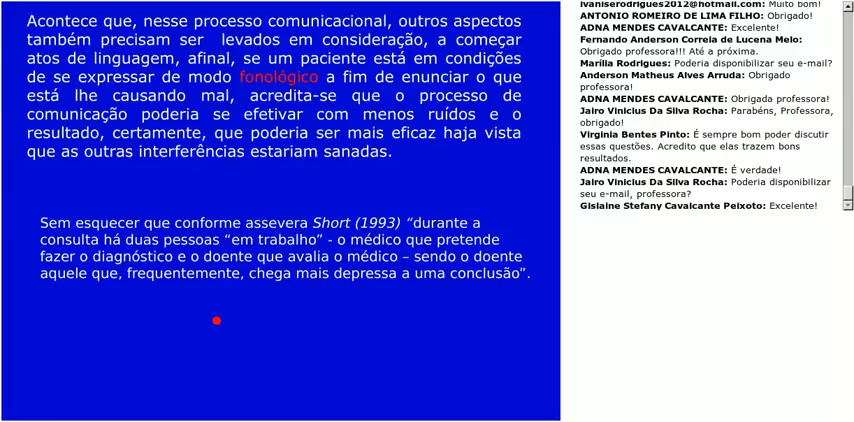 Acontece que, nesse processo comunicacional, outros aspectos
também precisam ser levados em consideração, a começar
atos de linguagem, afinal, se um paciente está em condições
de se expressar de modo fonológico a fim de enunciar o que
está lhe causando mal, acredita-se que o processo de
comunicação poderia se efetivar com menos ruídos e o
resultado, certamente, que poderia ser mais eficaz haja vista
que as outras interferências estariam sanadas.
Sem esquecer que conforme assevera Short (1993) “durante a
consulta há duas pessoas “em trabalho” - o médico que pretende
fazer o diagnóstico e o doente que avalia o médico – sendo o doente
aquele que, frequentemente, chega mais depressa a uma conclusão”.
ivaniserodrigues2012@hotmail.com: Muito bom!
ANTONIO ROMEIRO DE LIMA FILHO: Obrigado!
ADNA MENDES CAVALCANTE: Excelente!
Fernando Anderson Correia de Lucena Melo:
Obrigado professora!!! Até a próxima.
Marília Rodrigues: Poderia disponibilizar seu e-mail?
Anderson Matheus Alves Arruda: Obrigado
professora!
ADNA MENDES CAVALCANTE: Obrigada professora!
Jairo Vinicius Da Silva Rocha: Parabéns, Professora,
obrigado!
Virginia Bentes Pinto: É sempre bom poder discutir
essas questões. Acredito que elas trazem bons
resultados.
ADNA MENDES CAVALCANTE: É verdade!
Jairo Vinicius Da Silva Rocha: Poderia disponibilizar
seu e-mail, professora?
Gislaine Stefany Cavalcante Peixoto: Excelente!